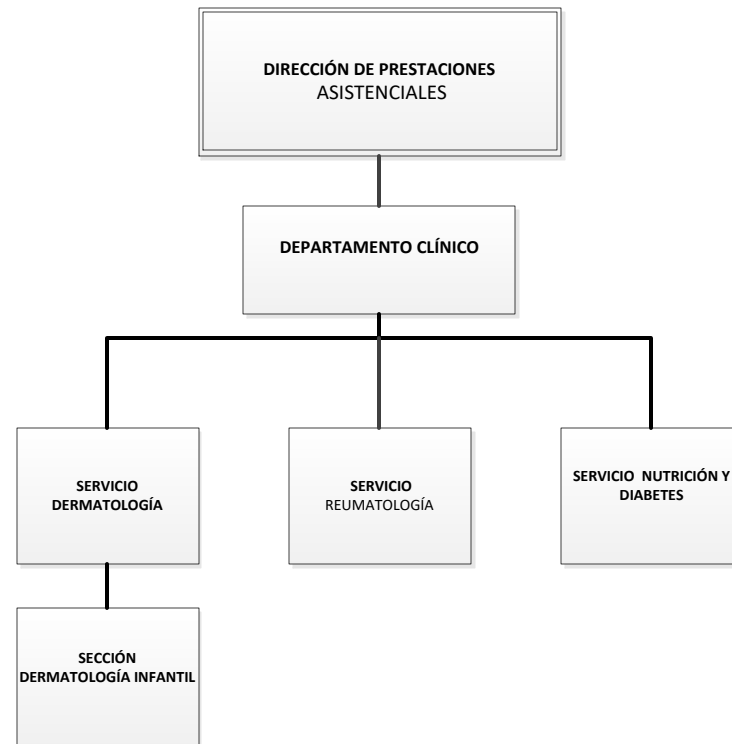 DIRECCIÓN DE PRESTACIONES
ASISTENCIALES
DEPARTAMENTO CLÍNICO
SERVICIO
DERMATOLOGÍA
SERVICIO
REUMATOLOGÍA
SERVICIO NUTRICIÓN Y
DIABETES
SECCIÓN
DERMATOLOGÍA INFANTIL